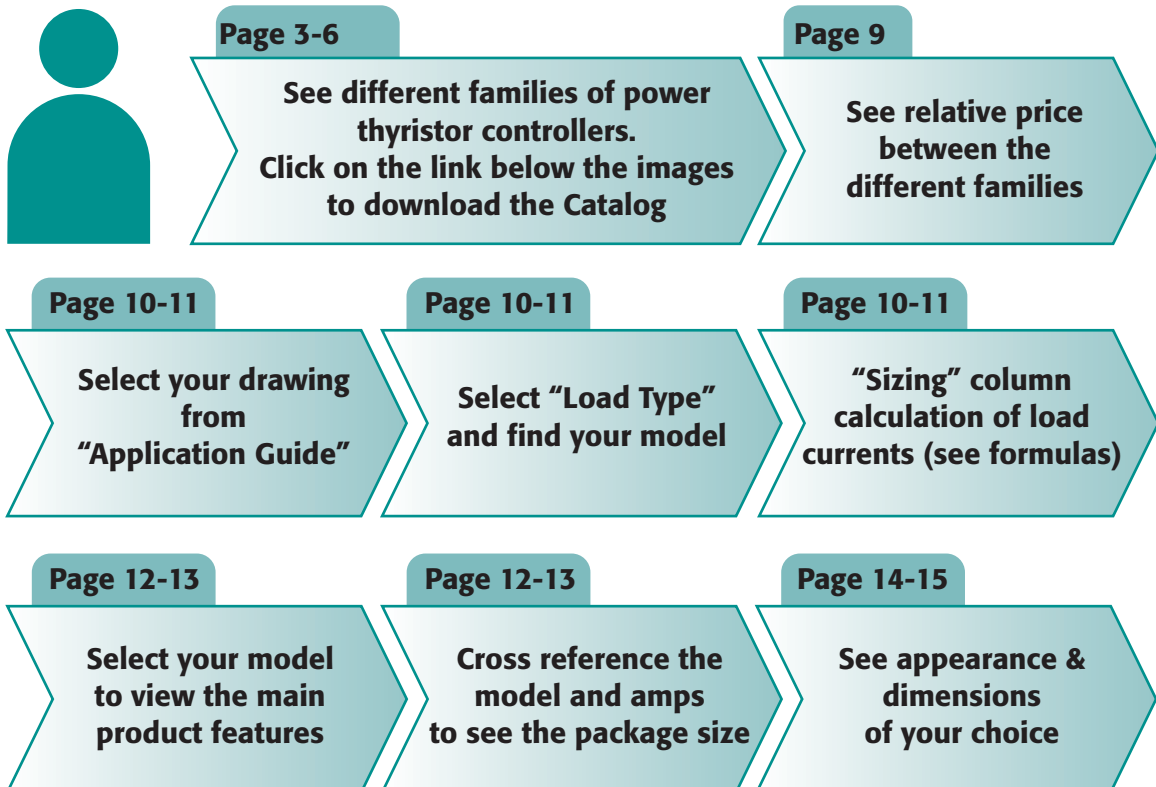 Page 3-6
See different families of power
thyristor controllers.
Click on the link below the images
to download the Catalog
Page 9
See relative price
between the
different families
Page 10-11
Select your drawing
from
“Application Guide”
Page 10-11
Select “Load Type”
and find your model
Page 10-11
“Sizing” column
calculation of load
currents (see formulas)
Page 12-13
Select your model
to view the main
product features
Page 12-13
Cross reference the
model and amps
to see the package size
Page 14-15
See appearance &
dimensions
of your choice